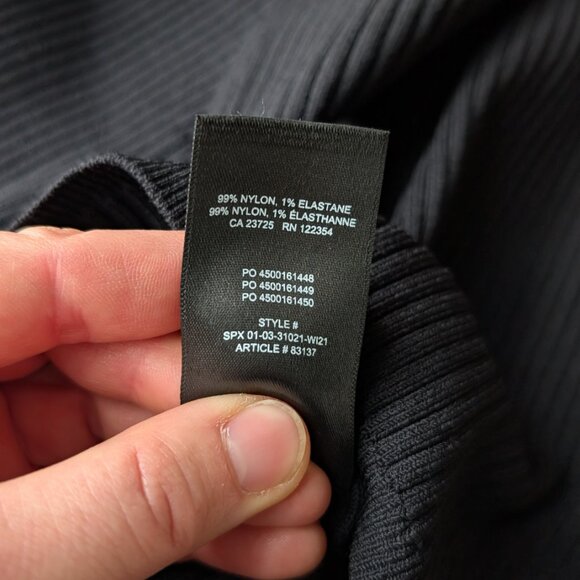 99% NYLON, 1% ELASTANE
99% NYLON, 1% ÉLASTHANNE
CA 23725 RN 122354
PO 4500161448
PO 4500161449
PO 4500161450
STYLE #
SPX 01-03-31021-WI21
ARTICLE # 83137